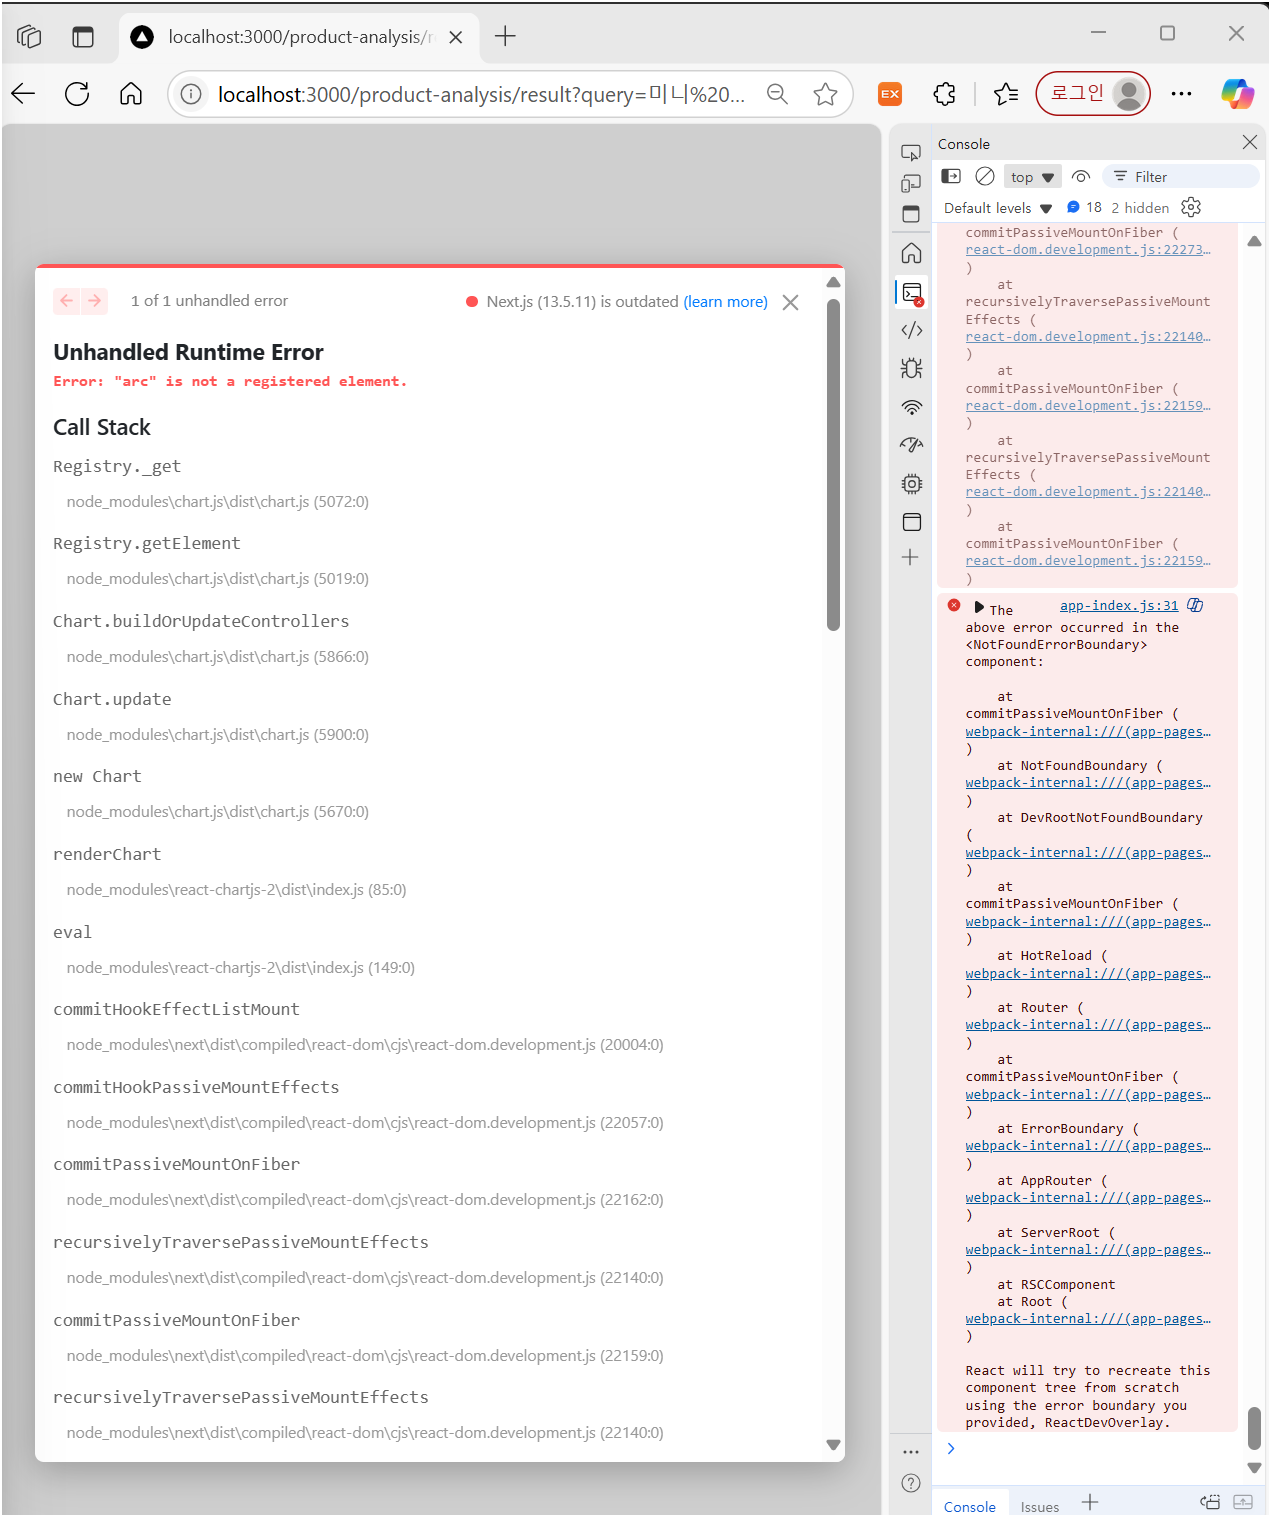 localhost:3000/product-analysis/r
localhost:3000/product-analysis/result?query=미니%20...
EX
로그인
1 of 1 unhandled error
Next.js (13.5.11) is outdated (learn more)
Unhandled Runtime Error
Error: "arc" is not a registered element.
Call Stack
Registry._get
node_modules\chart.js\dist\chart.js (5072:0)
Registry.getElement
node_modules\chart.js\dist\chart.js (5019:0)
Chart.buildOrUpdateControllers
node_modules\chart.js\dist\chart.js (5866:0)
Chart.update
node_modules\chart.js\dist\chart.js (5900:0)
new Chart
node_modules\chart.js\dist\chart.js (5670:0)
renderChart
node_modules\react-chartjs-2\dist\index.js (85:0)
eval
node_modules\react-chartjs-2\dist\index.js (149:0)
commitHookEffectListMount
node_modules\next\dist\compiled\react-dom\cjs\react-dom.development.js (20004:0)
commitHookPassiveMountEffects
node_modules\next\dist\compiled\react-dom\cjs\react-dom.development.js (22057:0)
commitPassiveMountOnFiber
node_modules\next\dist\compiled\react-dom\cjs\react-dom.development.js (22162:0)
recursivelyTraversePassiveMountEffects
node_modules\next\dist\compiled\react-dom\cjs\react-dom.development.js (22140:0)
commitPassiveMountOnFiber
node_modules\next\dist\compiled\react-dom\cjs\react-dom.development.js (22159:0)
recursivelyTraversePassiveMountEffects
node_modules\next\dist\compiled\react-dom\cjs\react-dom.development.js (22140:0)
Console
top
Filter
Default levels 18 2 hidden
commitPassiveMountOnFiber (
react-dom.development.js:22273…
)
at
recursivelyTraversePassiveMount
Effects (
react-dom.development.js:22140…
)
at
commitPassiveMountOnFiber (
react-dom.development.js:22159…
)
at
recursivelyTraversePassiveMount
Effects (
react-dom.development.js:22140…
)
at
commitPassiveMountOnFiber (
react-dom.development.js:22159…
)
The app-index.js:31
above error occurred in the
<NotFoundErrorBoundary>
component:
at
commitPassiveMountOnFiber (
webpack-internal:///(app-pages…
)
at NotFoundBoundary (
webpack-internal:///(app-pages…
)
at DevRootNotFoundBoundary
(
webpack-internal:///(app-pages…
)
at
commitPassiveMountOnFiber (
webpack-internal:///(app-pages…
)
at HotReload (
webpack-internal:///(app-pages…
)
at Router (
webpack-internal:///(app-pages…
)
at
commitPassiveMountOnFiber (
webpack-internal:///(app-pages…
)
at ErrorBoundary (
webpack-internal:///(app-pages…
)
at AppRouter (
webpack-internal:///(app-pages…
)
at ServerRoot (
webpack-internal:///(app-pages…
)
at RSCComponent
at Root (
webpack-internal:///(app-pages…
)
React will try to recreate this
component tree from scratch
using the error boundary you
provided, ReactDevOverlay.
Console Issues